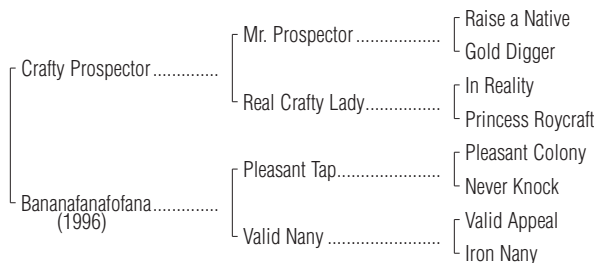 Raise a Native
Mr. Prospector ...................
Gold Digger
Crafty Prospector ..............
In Reality
Real Crafty Lady.................
Princess Roycraft
Pleasant Colony
Pleasant Tap.......................
Never Knock
Bananafanafofana..............
(1996)
Valid Appeal
Valid Nany .........................
Iron Nany